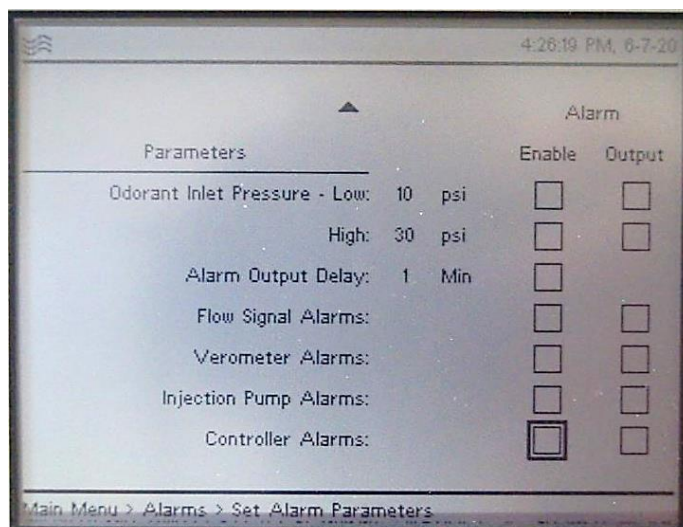 4:26:19 PM, 6-7-20
Alarm
Parameters Enable Output
Odorant Inlet Pressure - Low: 10 psi
High: 30 psi
Alarm Output Delay: 1 Min
Flow Signal Alarms:
Verometer Alarms:
Injection Pump Alarms:
Controller Alarms:
Main Menu > Alarms > Set Alarm Parameters